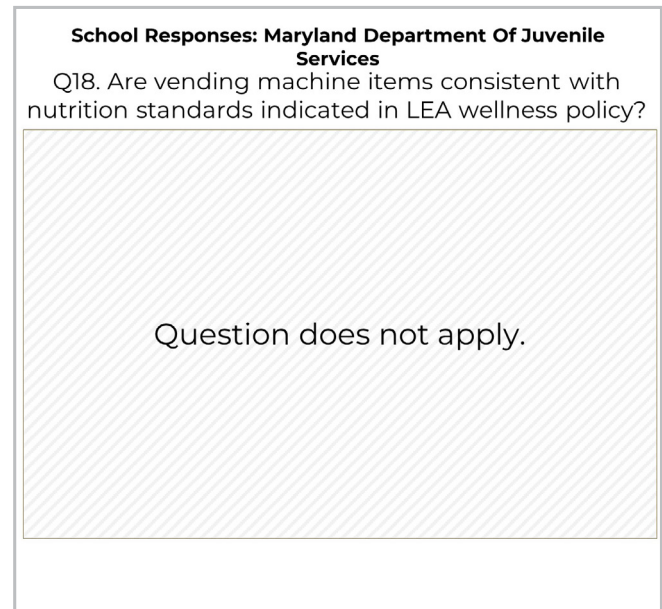 School Responses: Maryland Department Of Juvenile
Services
Q18. Are vending machine items consistent with
nutrition standards indicated in LEA wellness policy?
Question does not apply.